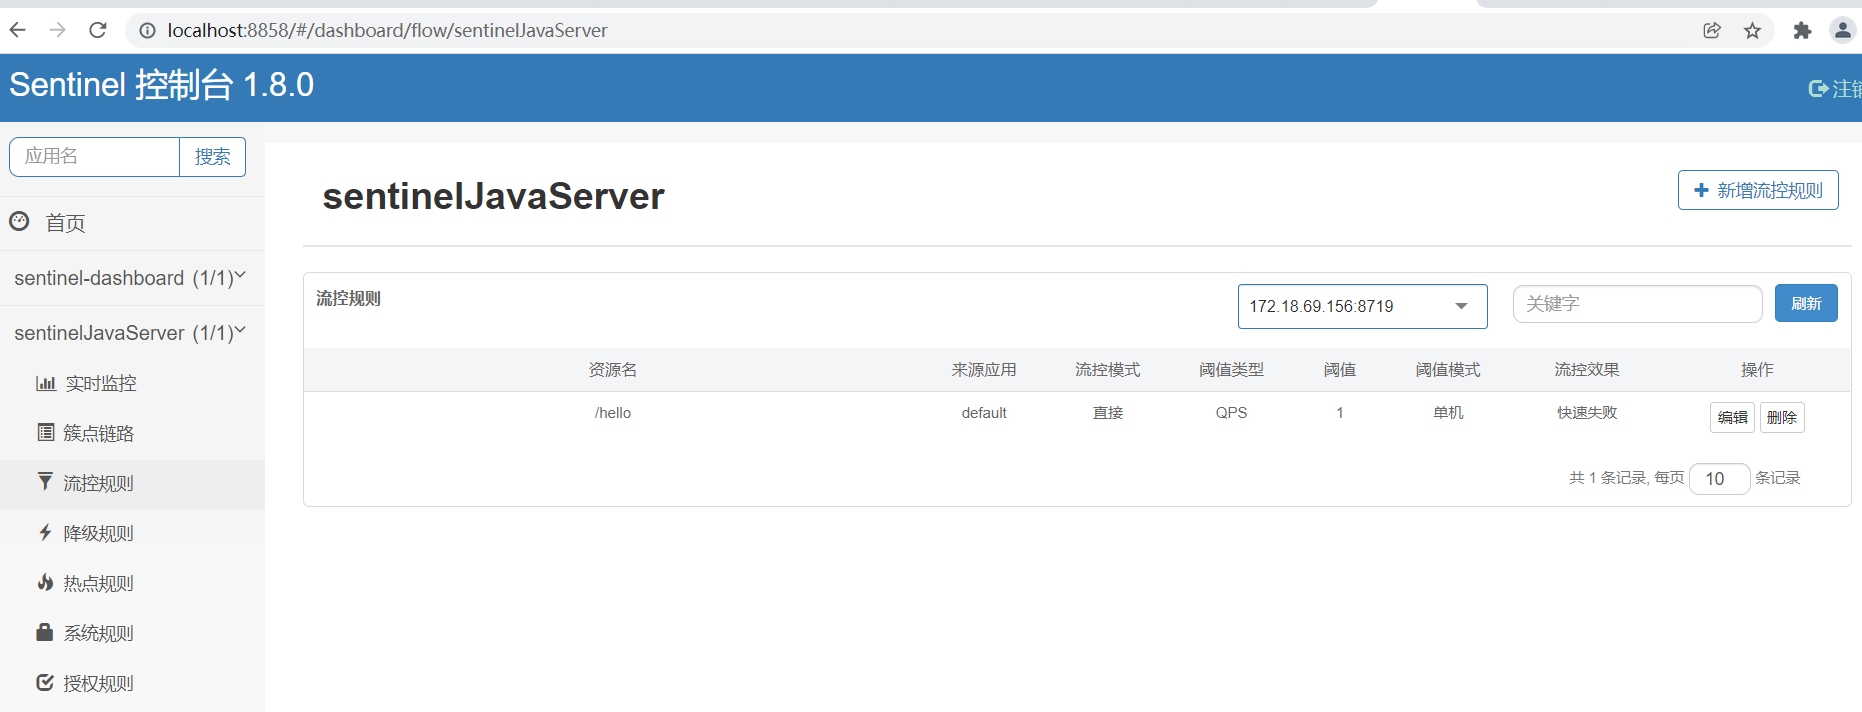 localhost:8858/#/dashboard/flow/sentinelJavaServer
Sentinel 控制台 1.8.0
注销
应用名
搜索
首页
sentinel-dashboard (1/1)
sentinelJavaServer (1/1)
实时监控
簇点链路
流控规则
降级规则
热点规则
系统规则
授权规则
sentinelJavaServer
新增流控规则
流控规则
172.18.69.156:8719
关键字
刷新
资源名 来源应用 流控模式 阈值类型 阈值 阈值模式 流控效果 操作
/hello default 直接 QPS 1 单机 快速失败 编辑 删除
共 1 条记录, 每页 10 条记录